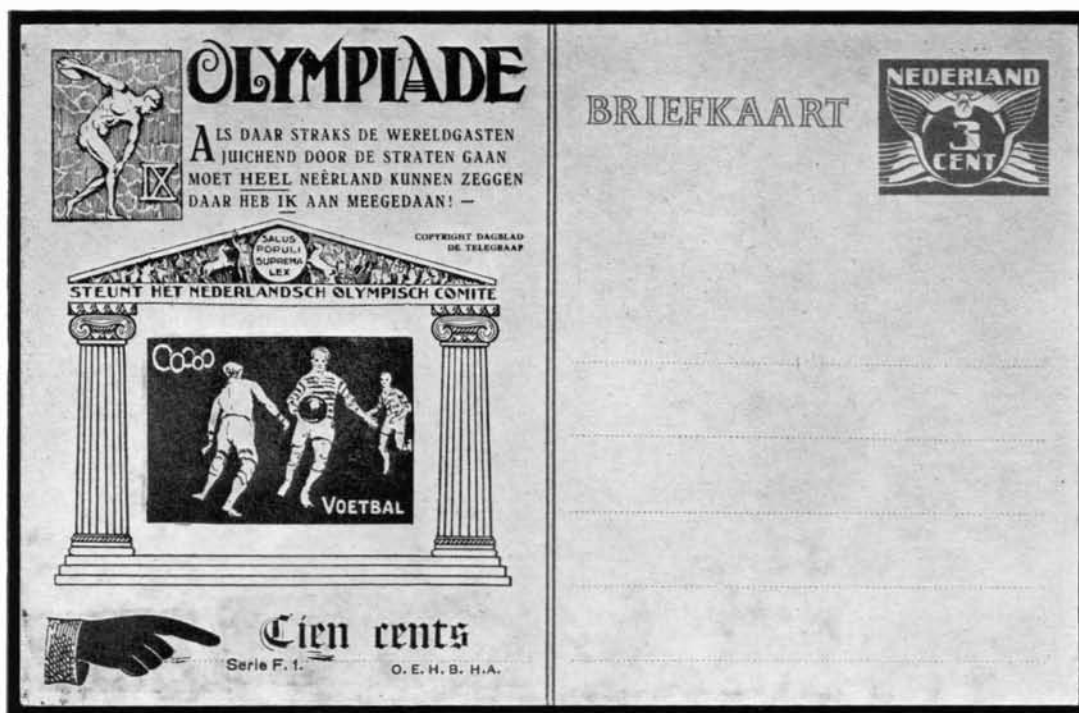 OLYMPIADE
IX
ALS DAAR STRAKS DE WERELDGASTEN
JUICHEND DOOR DE STRATEN GAAN
MOET HEEL NEÊRLAND KUNNEN ZEGGEN
DAAR HEB IK AAN MEEGEDAAN! —
COPYRIGHT DAGBLAD
DE TELEGRAAF
SALUS
POPULI
SUPREMA
LEX
STEUNT HET NEDERLANDSCH OLYMPISCH COMITE
VOETBAL
Tien cents
Serie F. 1.
O. E. H. B. H.A.
BRIEFKAART
NEDERLAND
3
CENT